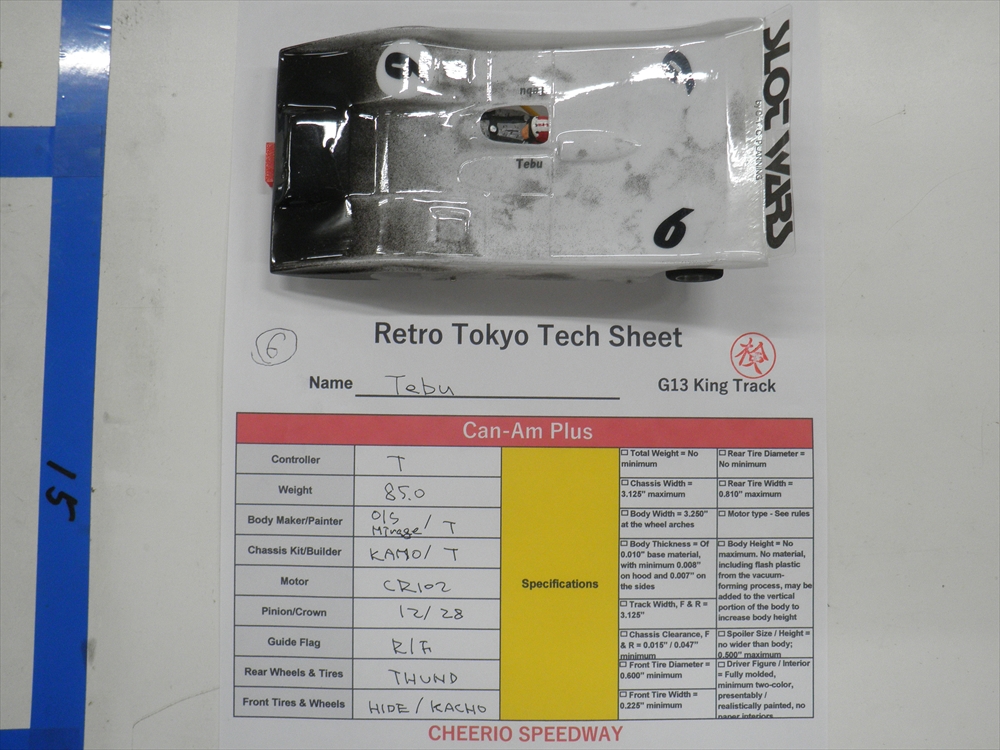 15
6
6
6
Tebu
Tebu
SLOE WARS
6
Retro Tokyo Tech Sheet
Name Tebu
G13 King Track
Can-Am Plus
Controller T
Weight 85.0
Body Maker/Painter O/S Mirage/ T
Chassis Kit/Builder KAMO/ T
Motor CR102
Pinion/Crown 12/28
Guide Flag R/F
Rear Wheels & Tires THUND
Front Tires & Wheels HIDE/KACHO
Specifications
☐ Total Weight = No
minimum
☐ Chassis Width =
3.125" maximum
☐ Body Width = 3.250"
at the wheel arches
☐ Body Thickness = Of
0.010" base material,
with minimum 0.008"
on hood and 0.007" on
the sides
☐ Track Width, F & R =
3.125"
☐ Chassis Clearance, F
& R = 0.015" / 0.047"
minimum
☐ Front Tire Diameter =
0.600" minimum
☐ Front Tire Width =
0.225" minimum
☐ Rear Tire Diameter =
No minimum
☐ Rear Tire Width =
0.810" maximum
☐ Motor type - See rules
☐ Body Height = No
maximum. No material,
including flash plastic
from the vacuum-
forming process, may be
added to the vertical
portion of the body to
increase body height
☐ Spoiler Size / Height =
no wider than body;
0.500" maximum
☐ Driver Figure / Interior
= Fully molded,
minimum two-color,
presentably /
realistically painted, no
paper interiors
CHEERIO SPEEDWAY